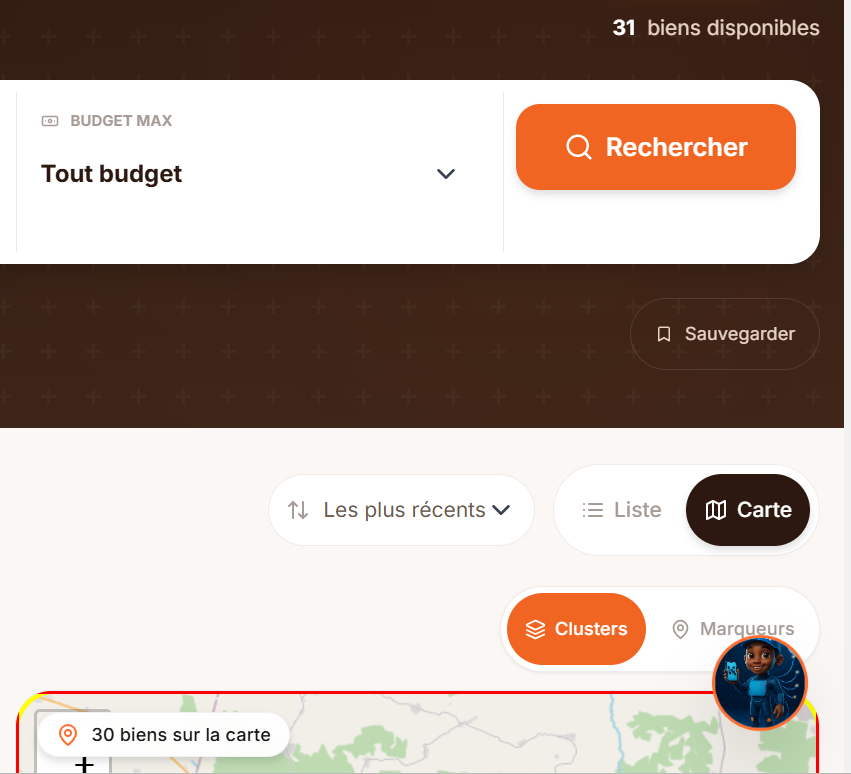 31 biens disponibles
BUDGET MAX
Tout budget
Rechercher
Sauvegarder
Les plus récents
Liste
Carte
Clusters
Marqueurs
30 biens sur la carte
+